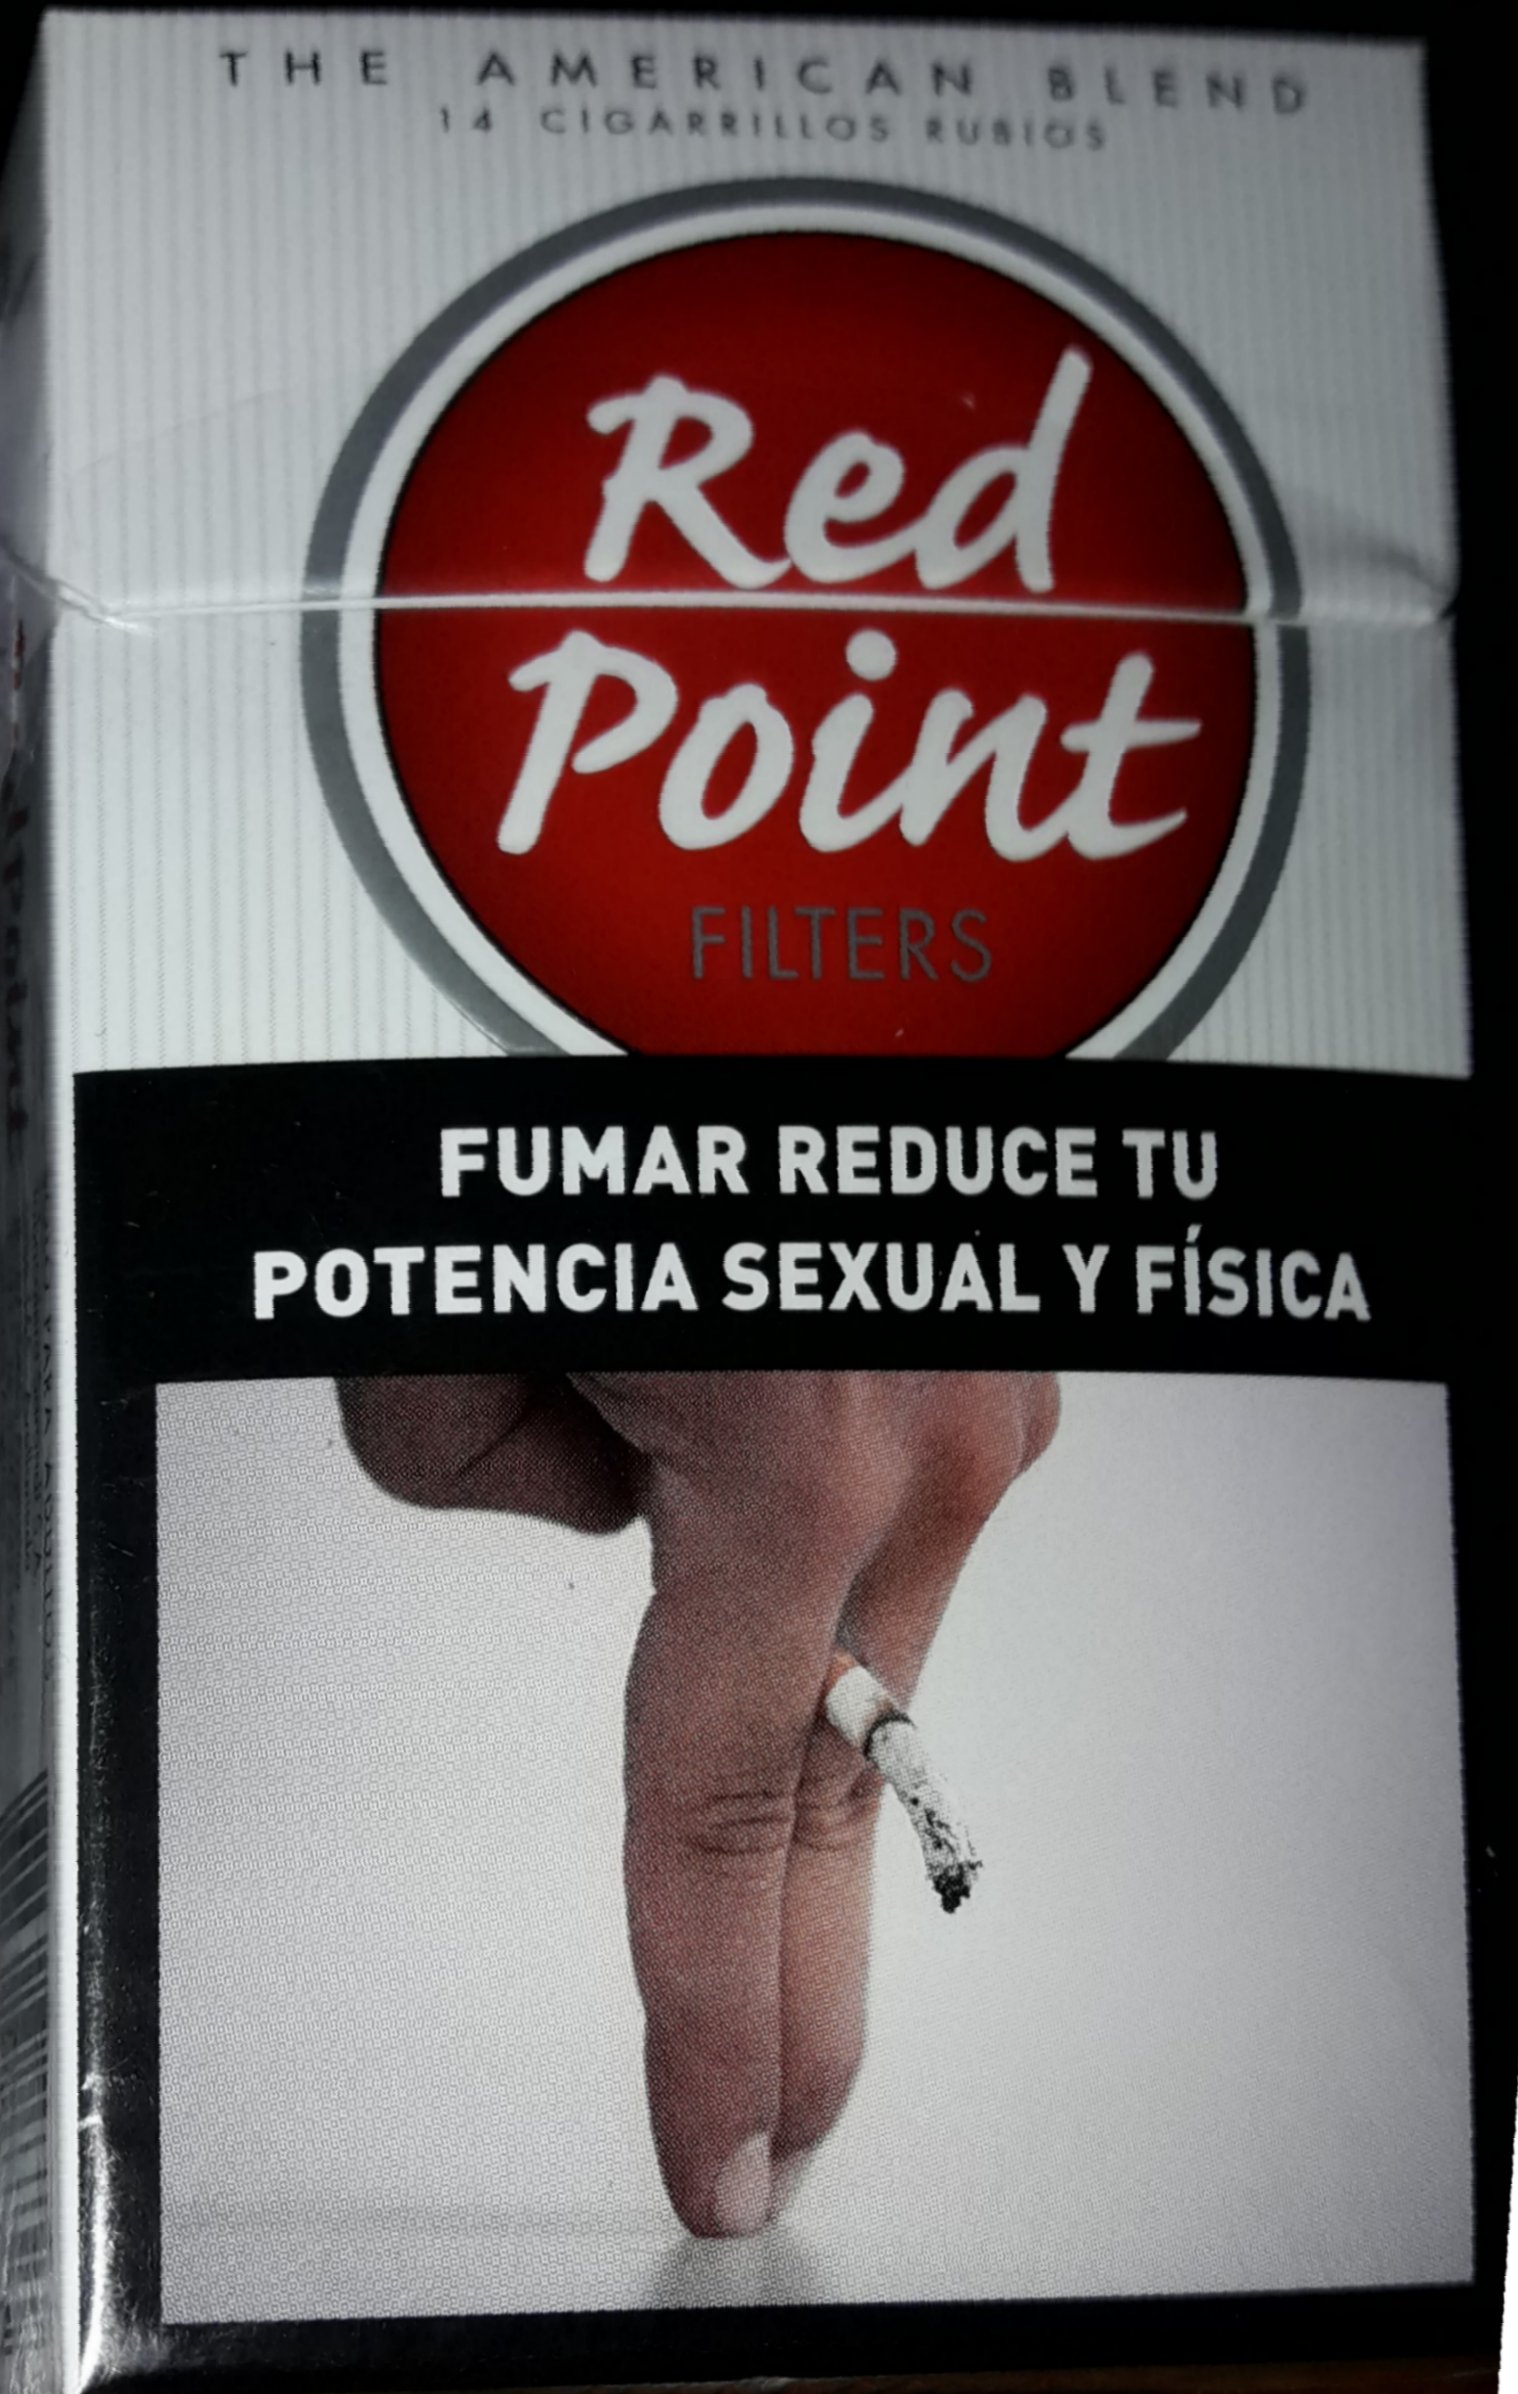 THE AMERICAN BLEND
14 CIGARRILLOS RUBIOS
Red
Point
FILTERS
FUMAR REDUCE TU
POTENCIA SEXUAL Y FÍSICA